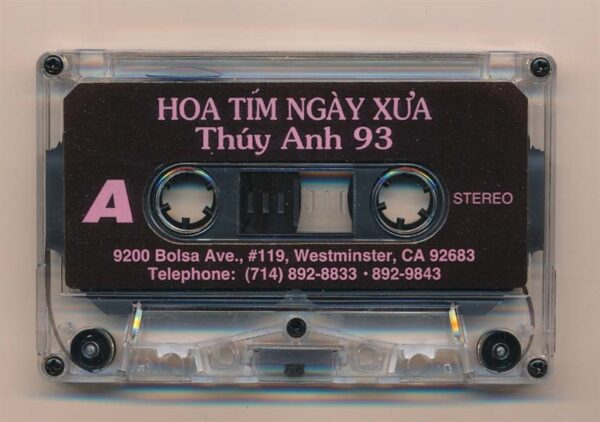 HOA TÍM NGÀY XƯA
Thúy Anh 93
A
STEREO
9200 Bolsa Ave., #119, Westminster, CA 92683
Telephone: (714) 892-8833 • 892-9843